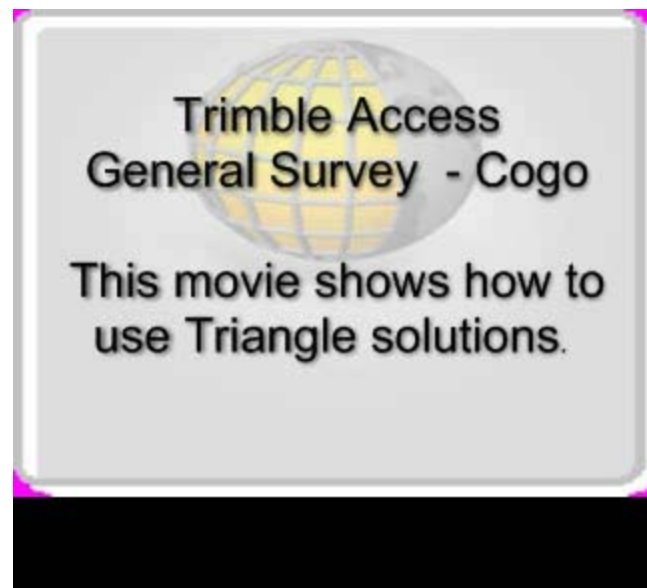 Trimble Access
General Survey - Cogo
This movie shows how to
use Triangle solutions.